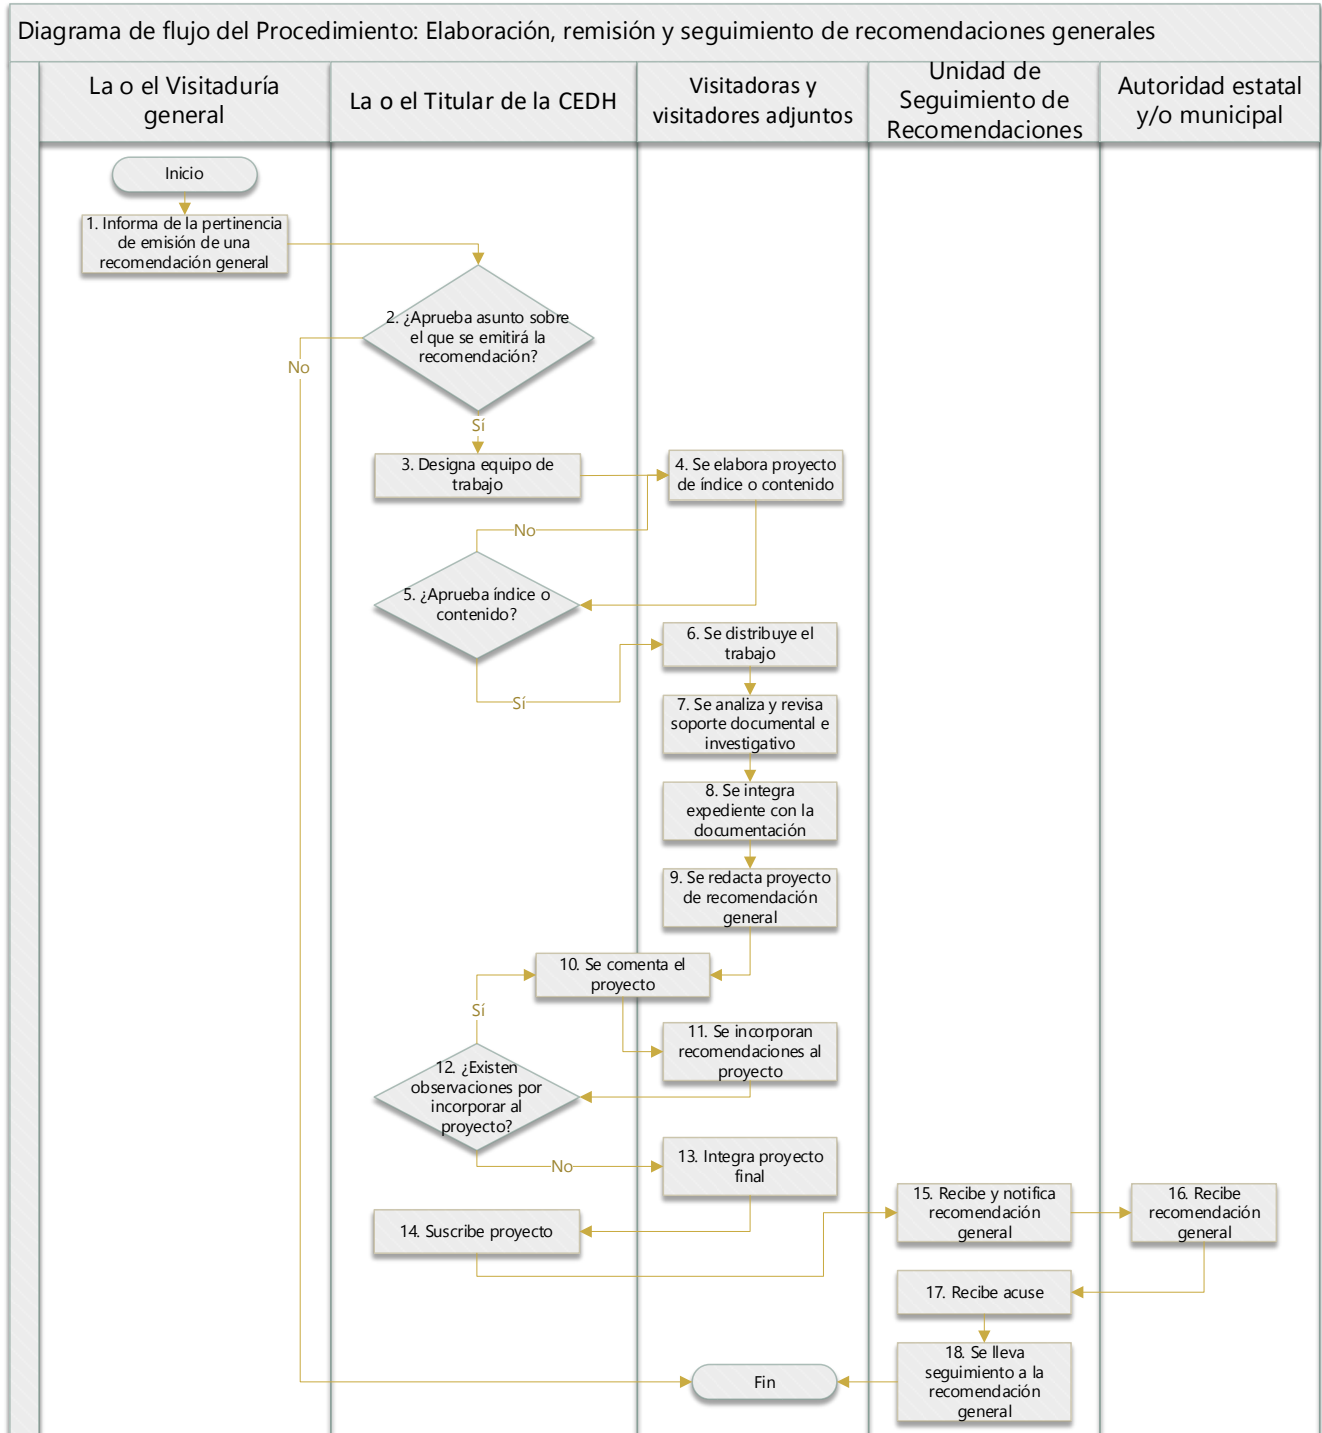 Diagrama de flujo del Procedimiento: Elaboración, remisión y seguimiento de recomendaciones generales
La o el Visitaduría
general
La o el Titular de la CEDH
Visitadoras y
visitadores adjuntos
Unidad de
Seguimiento de
Recomendaciones
Autoridad estatal
y/o municipal
Inicio
1. Informa de la pertinencia
de emisión de una
recomendación general
2. ¿Aprueba asunto sobre
el que se emitirá la
recomendación?
No
Sí
3. Designa equipo de
trabajo
4. Se elabora proyecto
de índice o contenido
No
5. ¿Aprueba índice o
contenido?
Sí
6. Se distribuye el
trabajo
7. Se analiza y revisa
soporte documental e
investigativo
8. Se integra
expediente con la
documentación
9. Se redacta proyecto
de recomendación
general
10. Se comenta el
proyecto
Sí
11. Se incorporan
recomendaciones al
proyecto
12. ¿Existen
observaciones por
incorporar al
proyecto?
No
13. Integra proyecto
final
14. Suscribe proyecto
15. Recibe y notifica
recomendación
general
16. Recibe
recomendación
general
17. Recibe acuse
18. Se lleva
seguimiento a la
recomendación
general
Fin